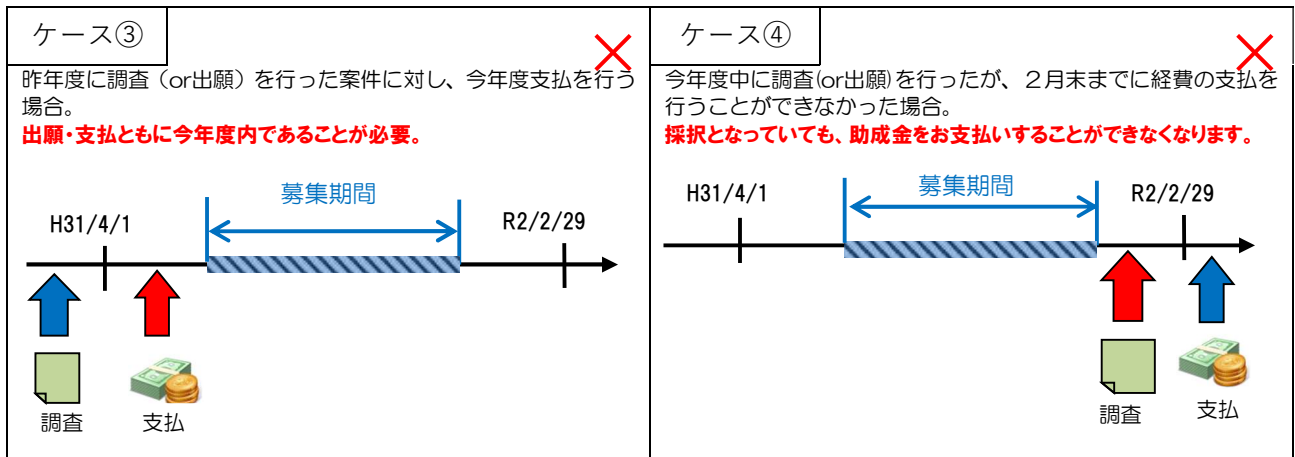 ケース③
昨年度に調査（or出願）を行った案件に対し、今年度支払を行う
場合。
出願・支払ともに今年度内であることが必要。
募集期間
H31/4/1
R2/2/29
調査
支払
ケース④
今年度中に調査(or出願)を行ったが、２月末までに経費の支払を
行うことができなかった場合。
採択となっていても、助成金をお支払いすることができなくなります。
募集期間
H31/4/1
R2/2/29
調査
支払